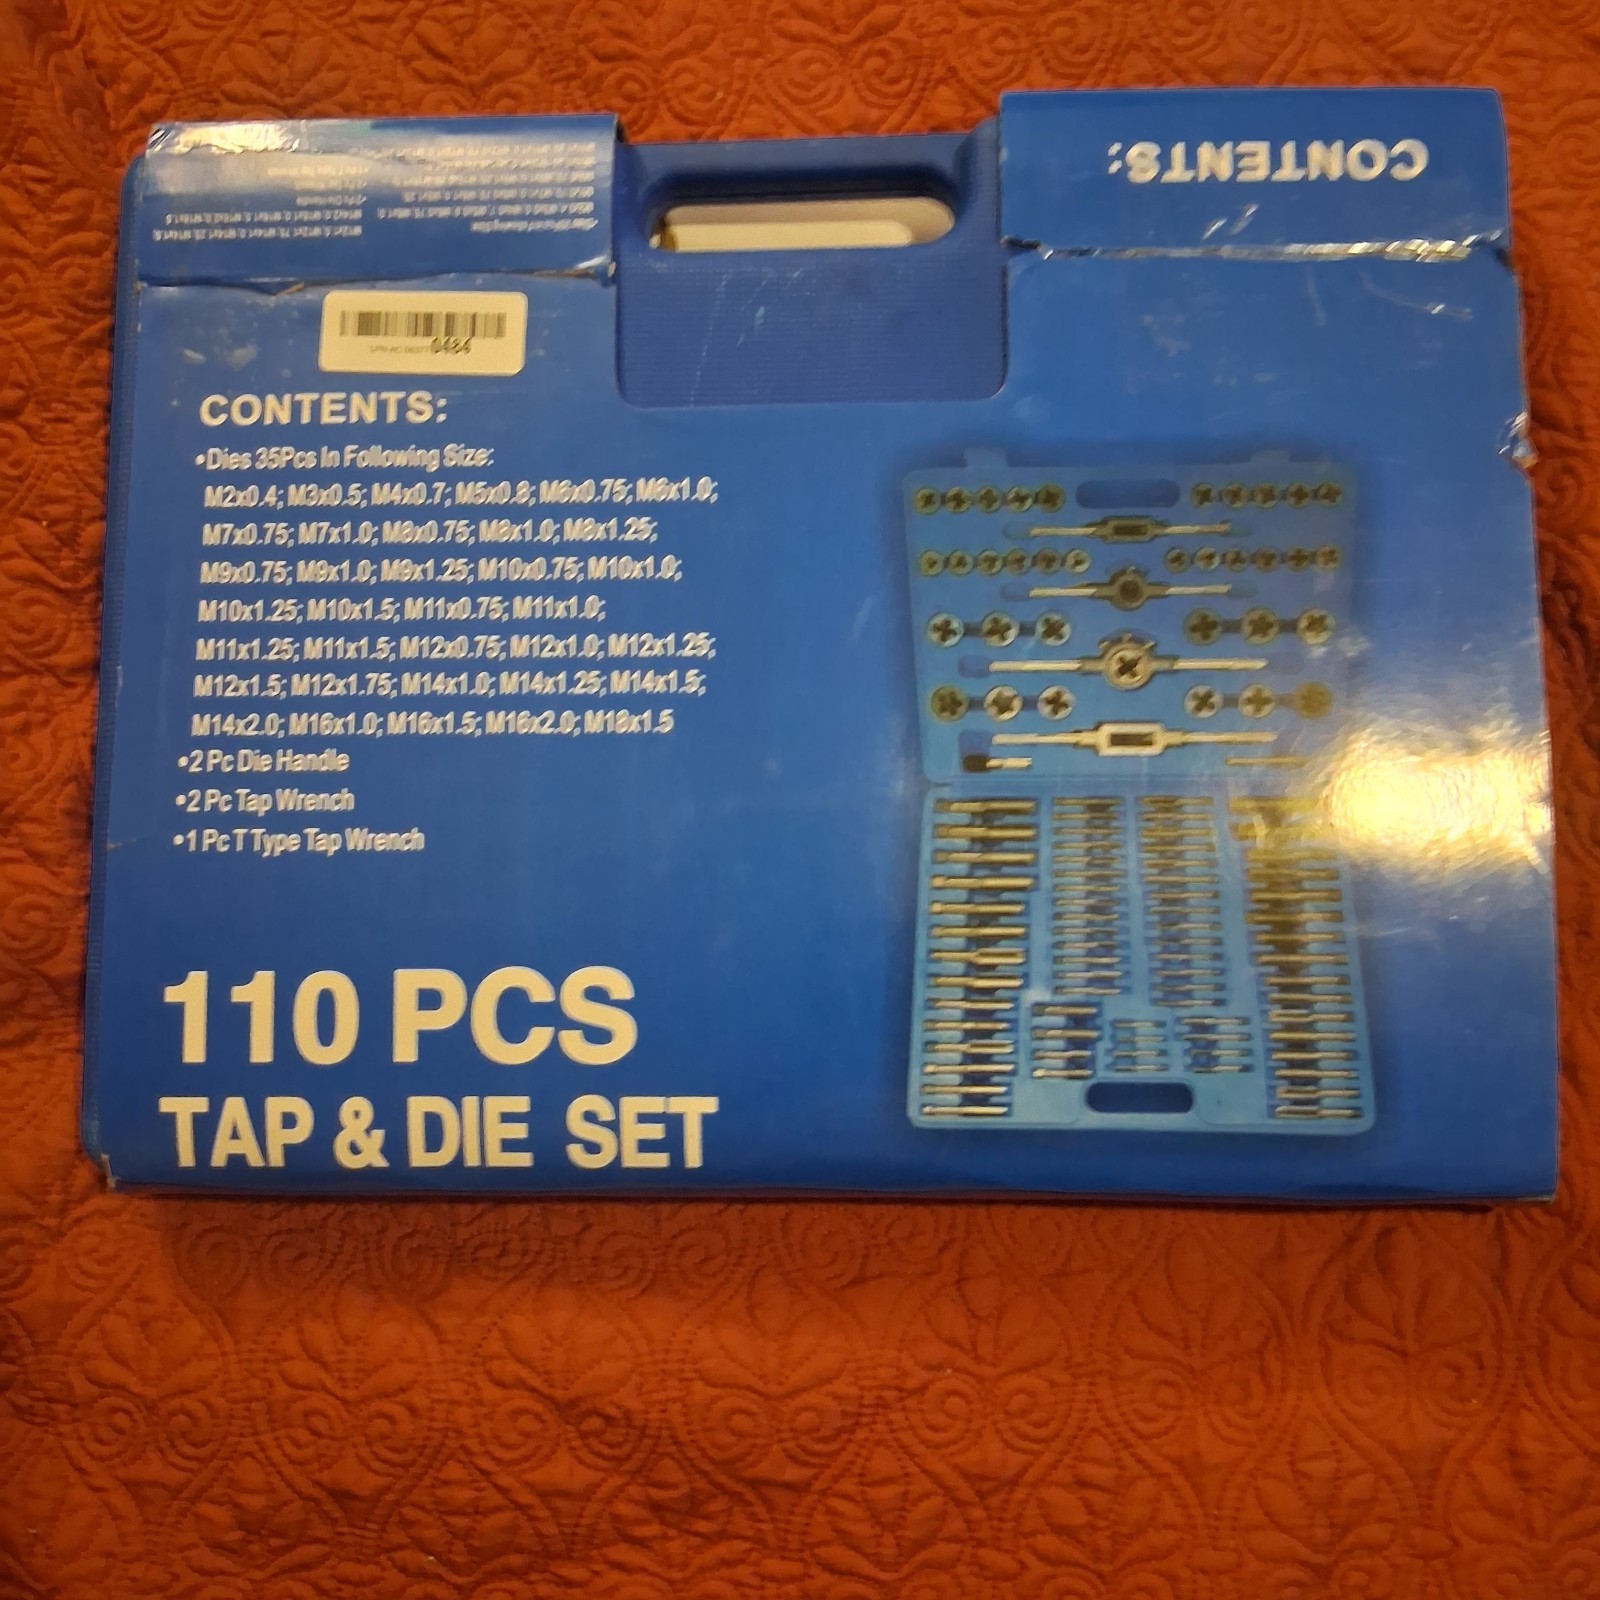 CONTENTS:
0484
CONTENTS:
•Dies 35Pcs In Following Size:
M2x0.4; M3x0.5; M4x0.7; M5x0.8; M6x0.75; M6x1.0;
M7x0.75; M7x1.0; M8x0.75; M8x1.0; M8x1.25;
M9x0.75; M9x1.0; M9x1.25; M10x0.75; M10x1.0;
M10x1.25; M10x1.5; M11x0.75; M11x1.0;
M11x1.25; M11x1.5; M12x0.75; M12x1.0; M12x1.25;
M12x1.5; M12x1.75; M14x1.0; M14x1.25; M14x1.5;
M14x2.0; M16x1.0; M16x1.5; M16x2.0; M18x1.5
•2 Pc Die Handle
•2 Pc Tap Wrench
•1 Pc T Type Tap Wrench
110 PCS
TAP & DIE SET